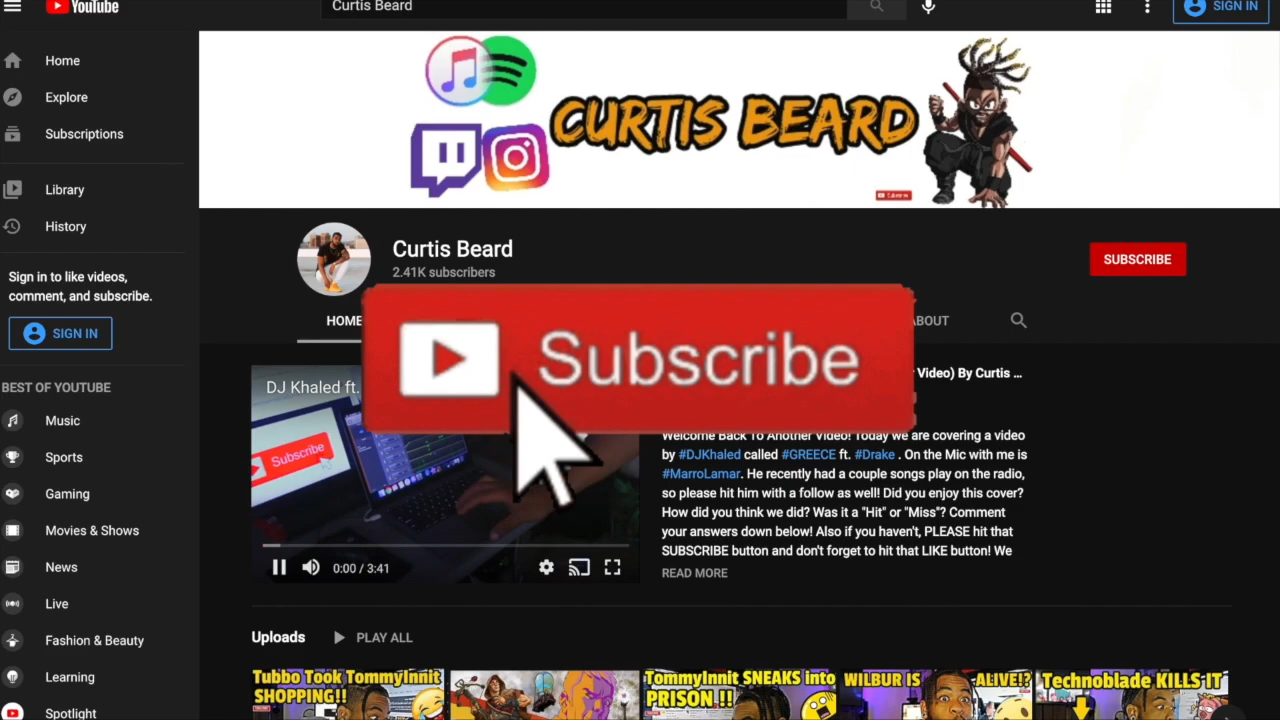 YouTube
Curtis Beard
SIGN IN
Home
Explore
Subscriptions
Library
History
Sign in to like videos,
comment, and subscribe.
SIGN IN
BEST OF YOUTUBE
Music
Sports
Gaming
Movies & Shows
News
Live
Fashion & Beauty
Learning
Spotlight
CURTIS BEARD
Curtis Beard
2.41K subscribers
SUBSCRIBE
HOME
ABOUT
Subscribe
DJ Khaled ft.
Subscribe
0:00 / 3:41
Video) By Curtis ...
Welcome Back To Another Video! Today we are covering a video
by #DJKhaled called #GREECE ft. #Drake . On the Mic with me is
#MarroLamar. He recently had a couple songs play on the radio,
so please hit him with a follow as well! Did you enjoy this cover?
How did you think we did? Was it a "Hit" or "Miss"? Comment
your answers down below! Also if you haven't, PLEASE hit that
SUBSCRIBE button and don't forget to hit that LIKE button! We
READ MORE
Uploads
PLAY ALL
Tubbo Took TommyInnit
SHOPPING!!
TommyInnit SNEAKS into
PRISON !!
WILBUR IS ALIVE!?
Technoblade KILLS IT